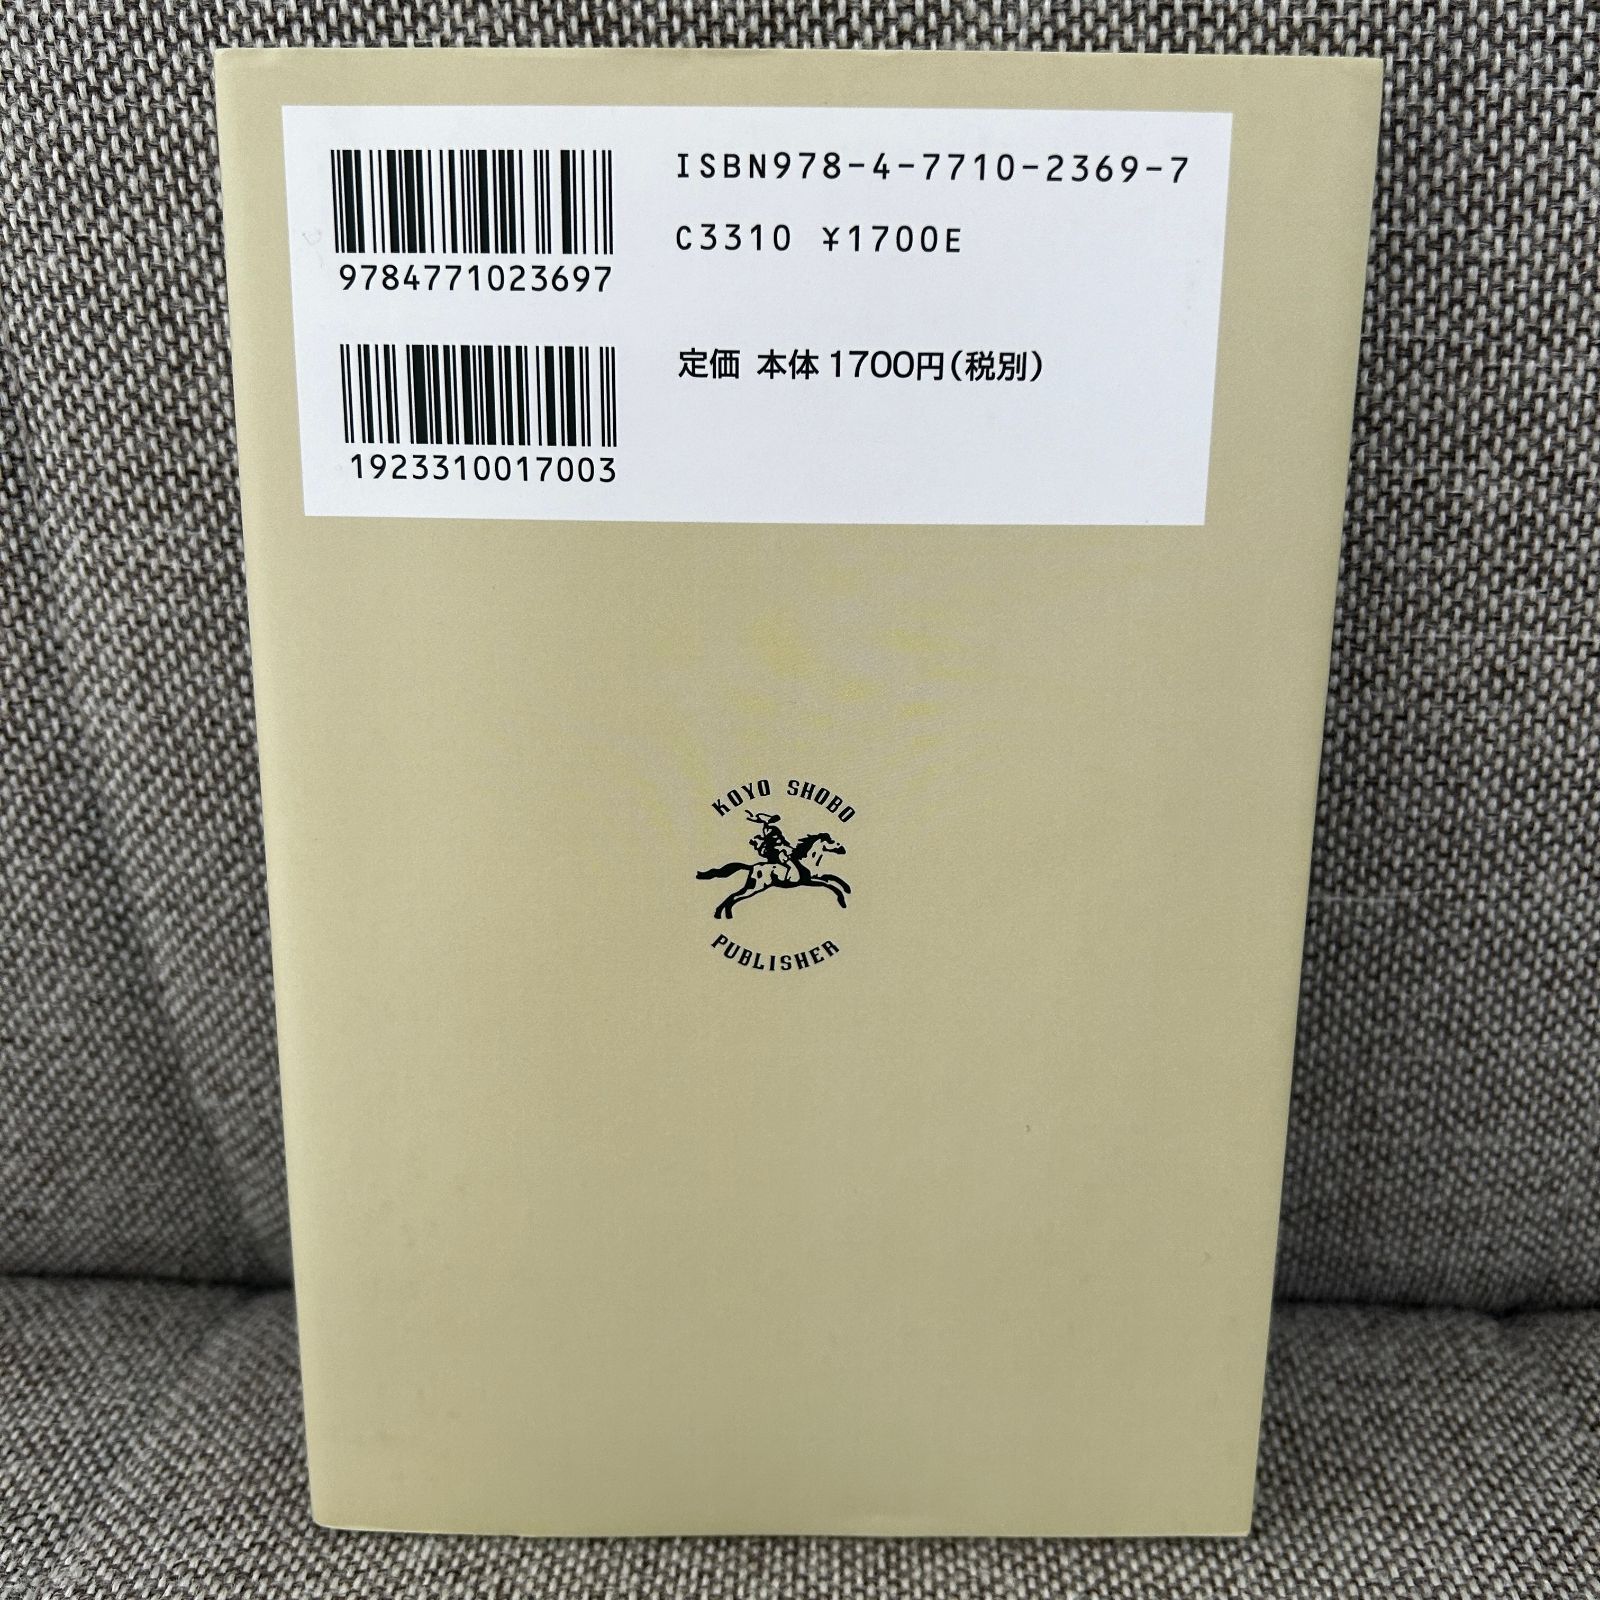 ISBN978-4-7710-2369-7
C3310 ¥1700E
9784771023697
定価 本体1700円(税別)
1923310017003
KOYO SHOBO
PUBLISHER